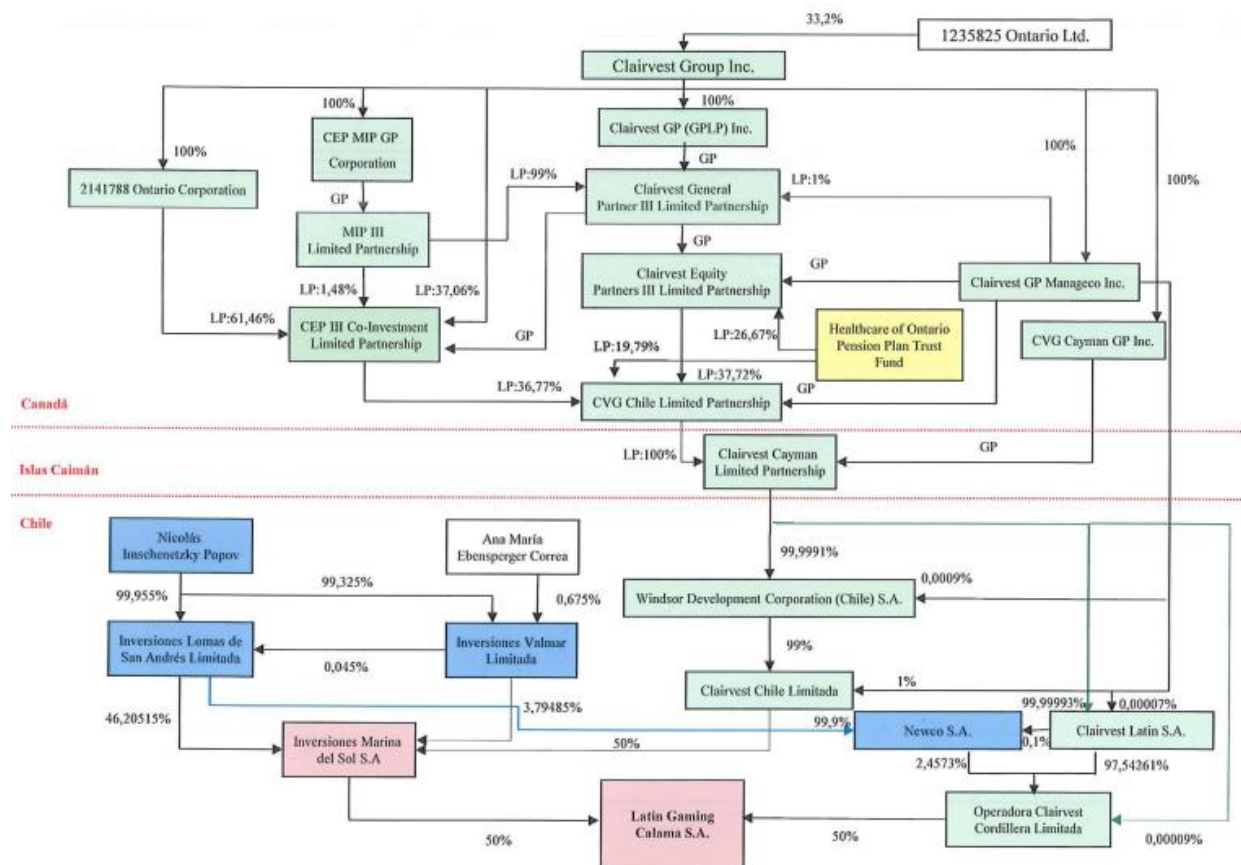 33,2%
1235825 Ontario Ltd.
Clairvest Group Inc.
100%
100%
CEP MIP GP
Corporation
Clairvest GP (GPLP) Inc.
100%
100%
100%
GP
2141788 Ontario Corporation
LP:99%
Clairvest General
Partner III Limited Partnership
LP:1%
GP
MIP III
Limited Partnership
GP
Clairvest Equity
Partners III Limited Partnership
GP
Clairvest GP Manageco Inc.
LP:1,48%
LP:37,06%
LP:61,46%
CEP III Co-Investment
Limited Partnership
GP
LP:26,67%
Healthcare of Ontario
Pension Plan Trust
Fund
CVG Cayman GP Inc.
LP:19,79%
LP:36,77%
LP:37,72%
CVG Chile Limited Partnership
GP
Canadá
Islas Caimán
LP:100%
Clairvest Cayman
Limited Partnership
GP
Chile
Nicolás
Imschenetzky Popov
Ana María
Ebensperger Correa
99,955%
99,325%
0,675%
99,9991%
0,0009%
Windsor Development Corporation (Chile) S.A.
Inversiones Lomas de
San Andrés Limitada
0,045%
Inversiones Valmar
Limitada
99%
Clairvest Chile Limitada
1%
46,20515%
3,79485%
99,99993%
0,00007%
Inversiones Marina
del Sol S.A
50%
99,9%
Newco S.A.
0,1%
Clairvest Latin S.A.
2,4573%
97,54261%
Latin Gaming
Calama S.A.
Operadora Clairvest
Cordillera Limitada
50%
50%
0,00009%